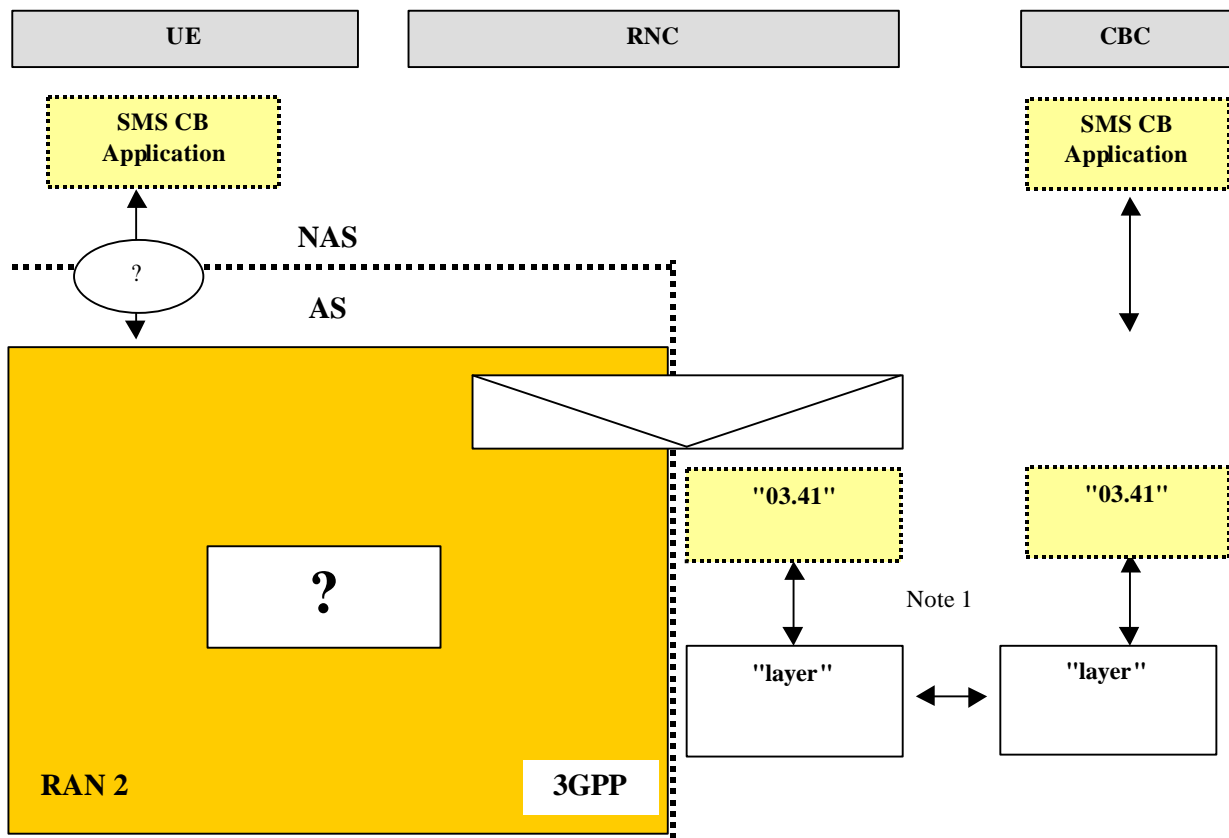 UE
RNC
CBC
SMS CB
Application
SMS CB
Application
NAS
?
AS
"03.41"
"03.41"
?
Note 1
"layer"
"layer"
RAN 2
3GPP